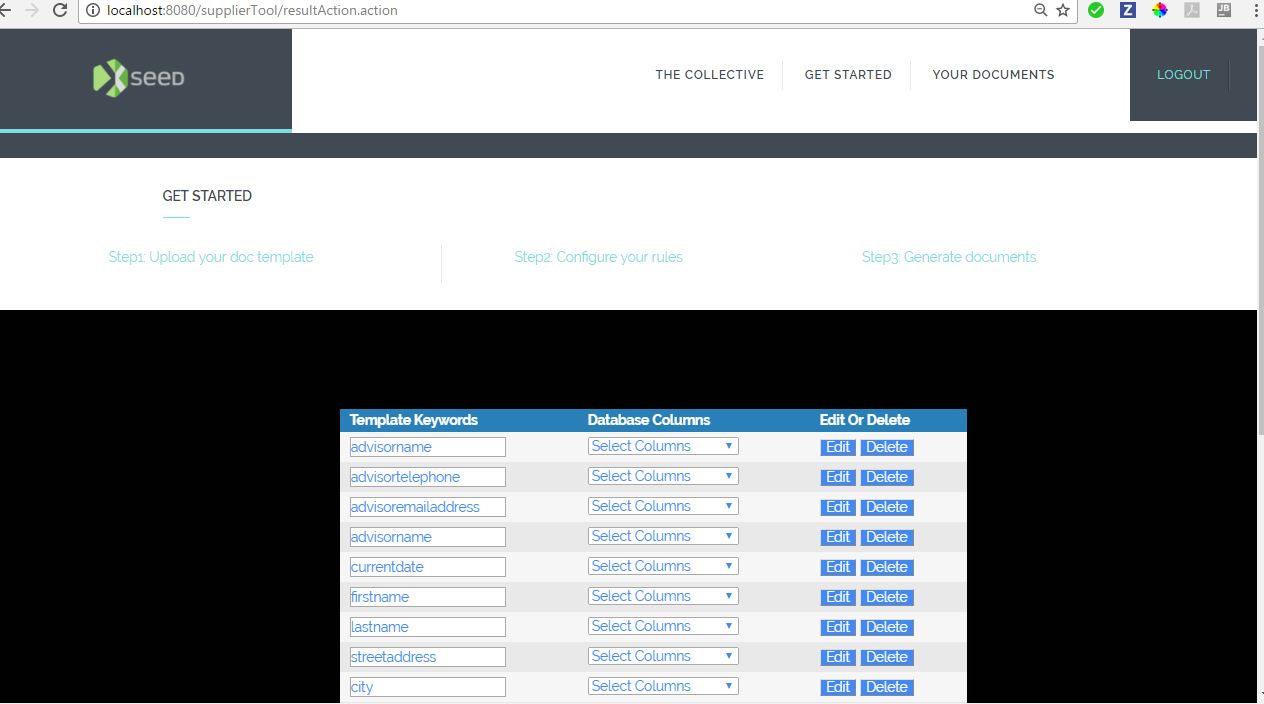 localhost:8080/supplierTool/resultAction.action
Z
JB
XSEED
THE COLLECTIVE GET STARTED YOUR DOCUMENTS LOGOUT
GET STARTED
Step1: Upload your doc template Step2: Configure your rules Step3: Generate documents
Template Keywords Database Columns Edit Or Delete
advisorname Select Columns Edit Delete
advisortelephone Select Columns Edit Delete
advisoremailaddress Select Columns Edit Delete
advisorname Select Columns Edit Delete
currentdate Select Columns Edit Delete
firstname Select Columns Edit Delete
lastname Select Columns Edit Delete
streetaddress Select Columns Edit Delete
city Select Columns Edit Delete